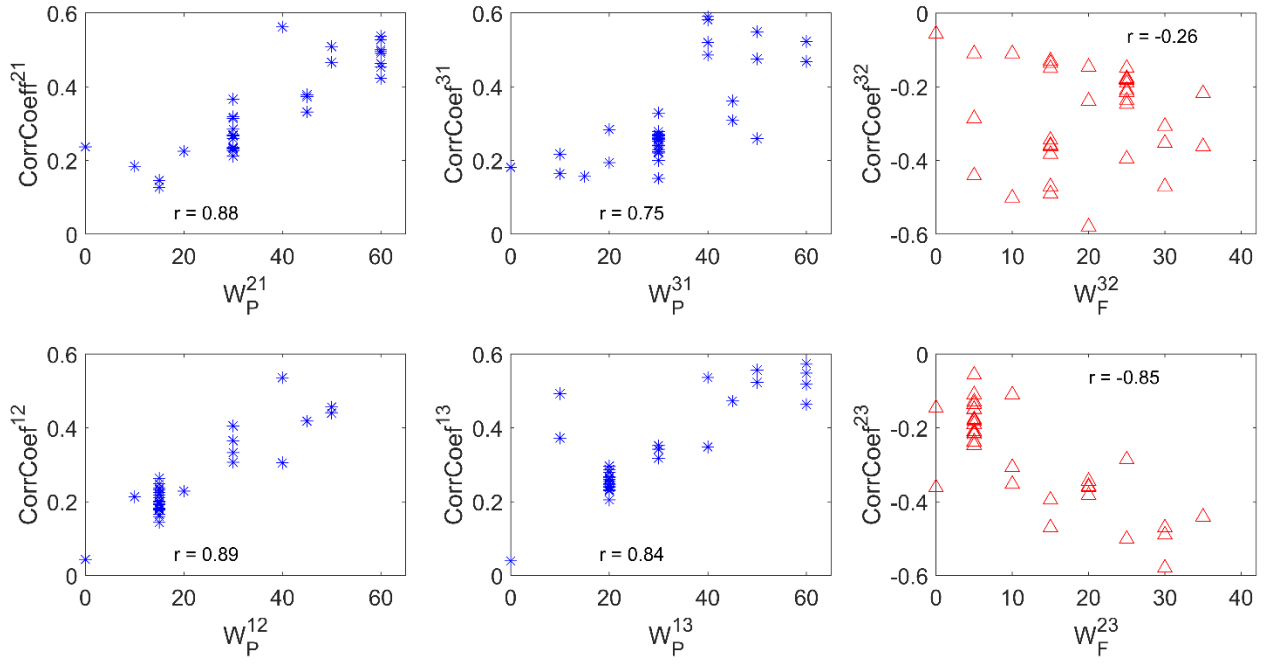 0.6
0.4
0.2
0
CorrCoeff^21
r = 0.88
0 20 40 60
W_P^21
0.6
0.4
0.2
0
CorrCoef^31
r = 0.75
0 20 40 60
W_P^31
0
-0.2
-0.4
-0.6
CorrCoef^32
r = -0.26
0 10 20 30 40
W_F^32
0.6
0.4
0.2
0
CorrCoef^12
r = 0.89
0 20 40 60
W_P^12
0.6
0.4
0.2
0
CorrCoef^13
r = 0.84
0 20 40 60
W_P^13
0
-0.2
-0.4
-0.6
CorrCoef^23
r = -0.85
0 10 20 30 40
W_F^23